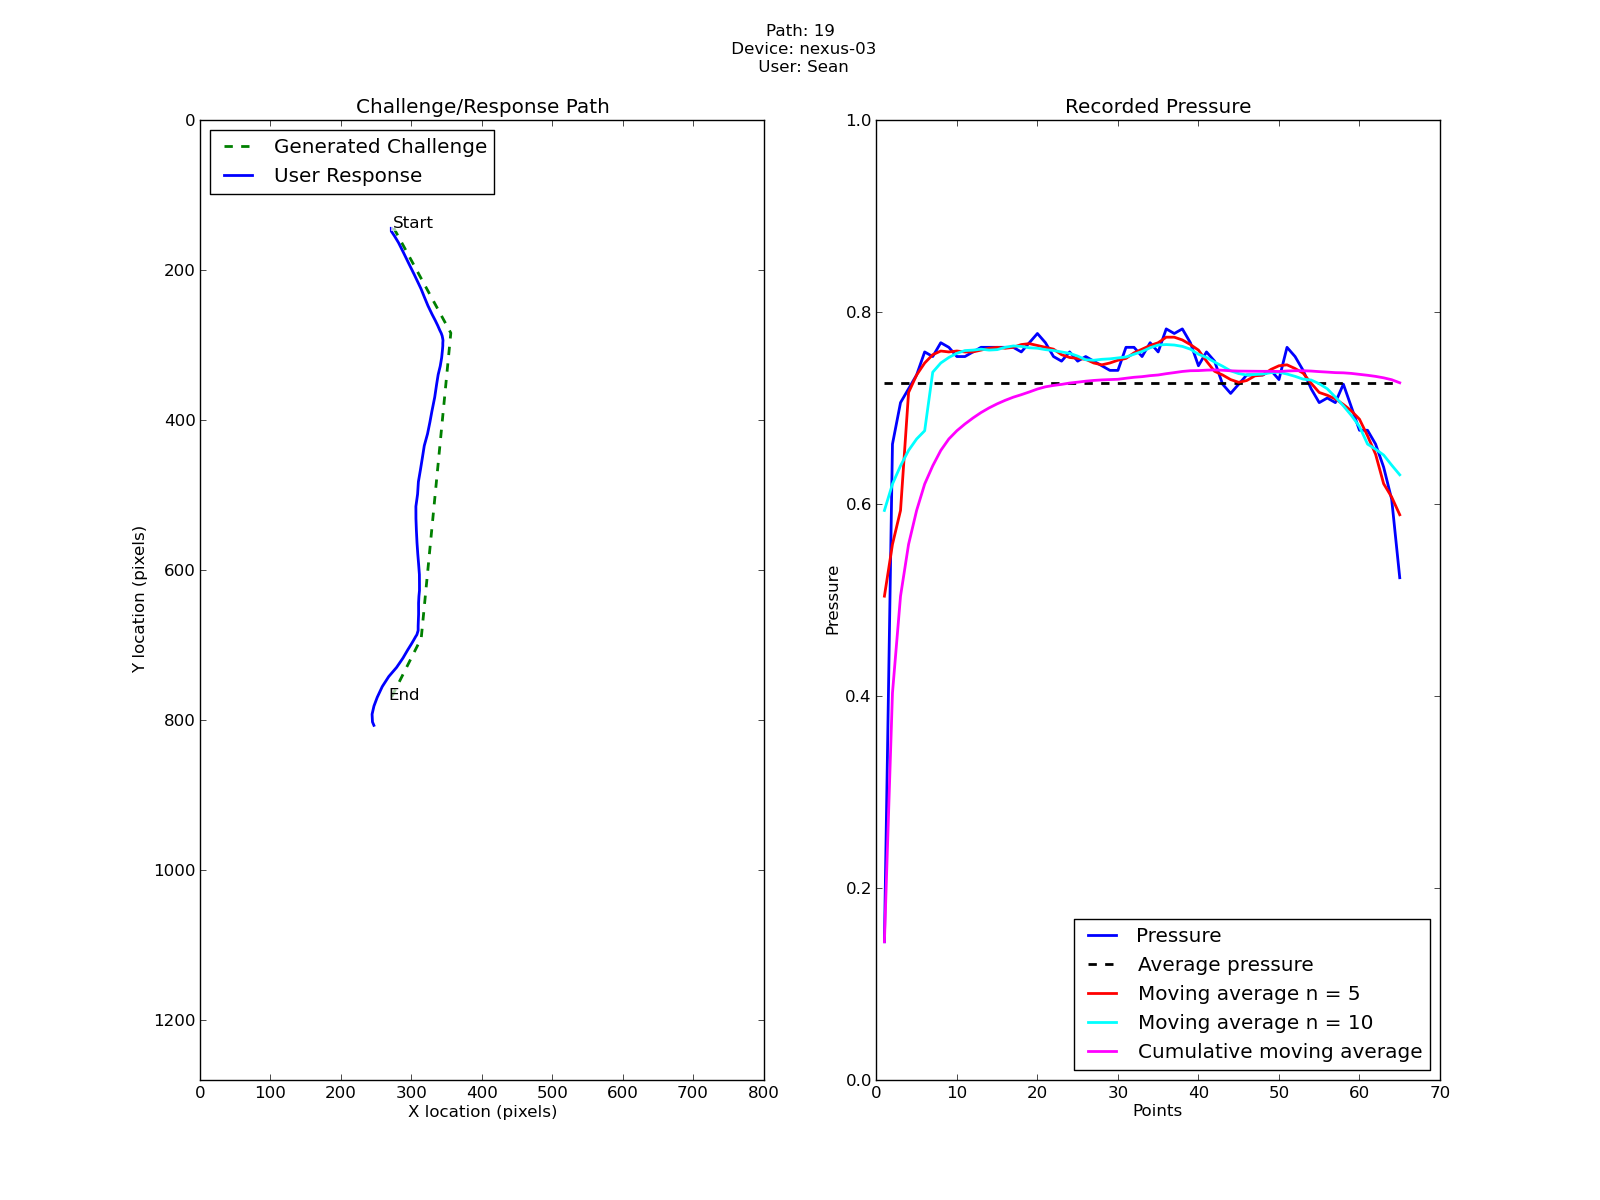 Path: 19
Device: nexus-03
User: Sean
Challenge/Response Path
Generated Challenge
User Response
Start
End
0
200
400
600
800
1000
1200
Y location (pixels)
0 100 200 300 400 500 600 700 800
X location (pixels)
Recorded Pressure
1.0
0.8
0.6
0.4
0.2
0.0
Pressure
Pressure
Average pressure
Moving average n = 5
Moving average n = 10
Cumulative moving average
0 10 20 30 40 50 60 70
Points